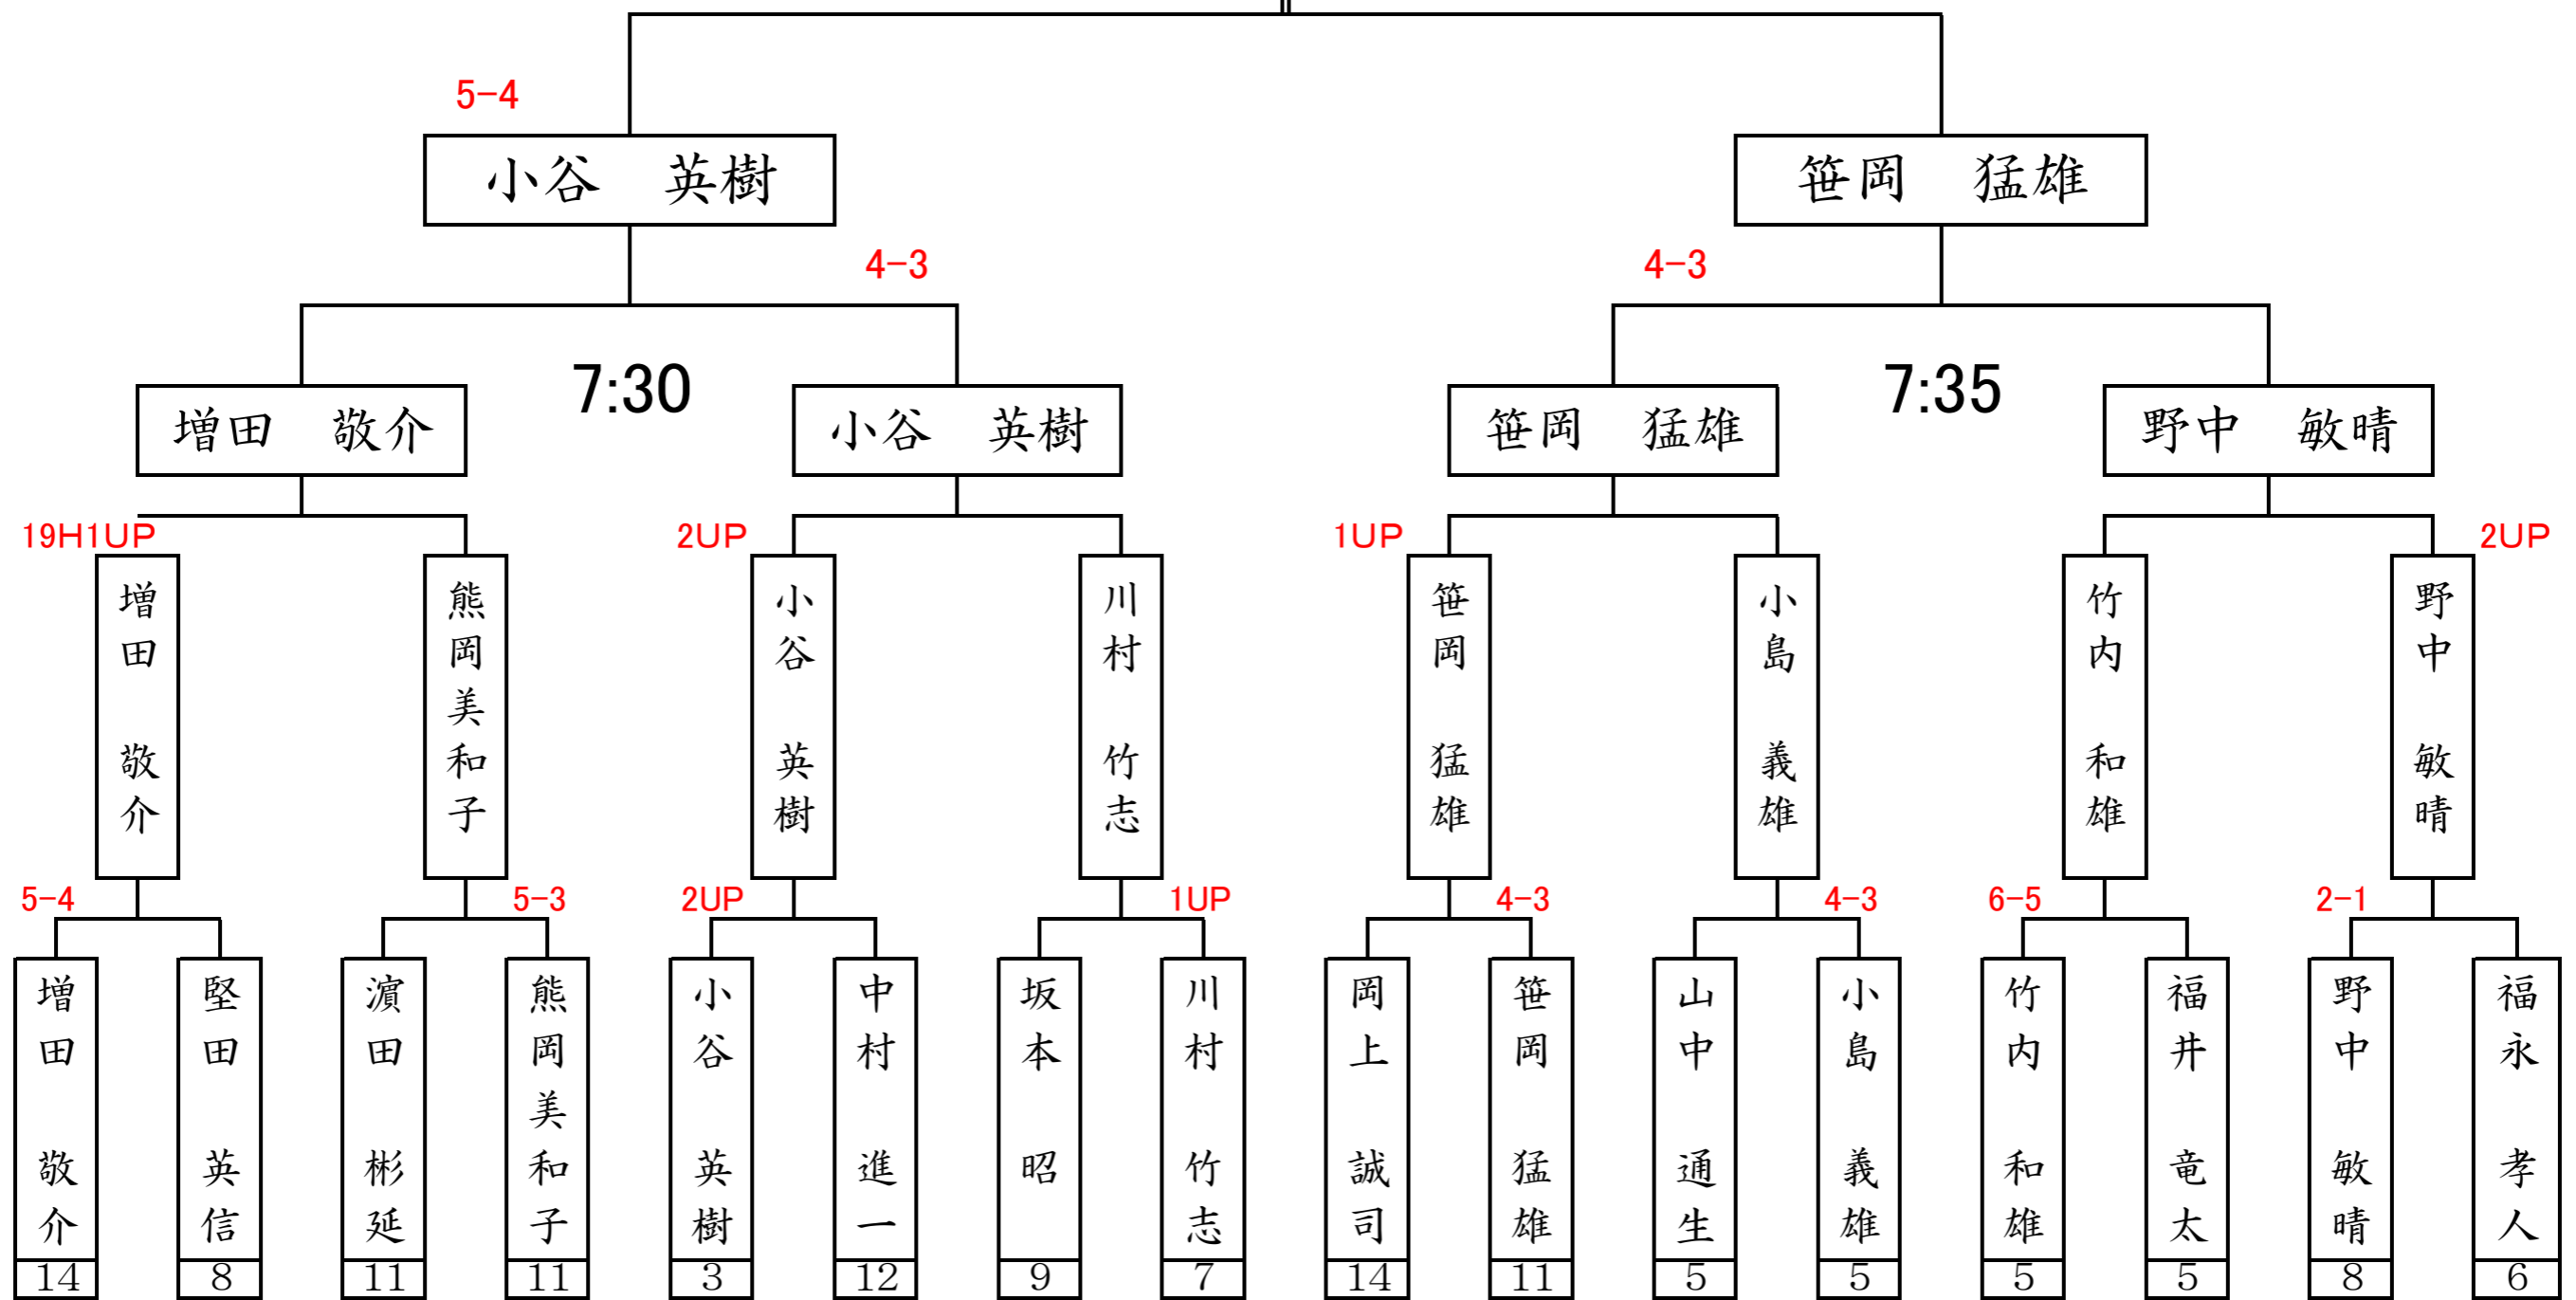 5-4
小谷　英樹
笹岡　猛雄
4-3
4-3
7:30
7:35
増田　敬介
小谷　英樹
笹岡　猛雄
野中　敏晴
19H1UP
2UP
1UP
2UP
増田　敬介
熊岡美和子
小谷　英樹
川村　竹志
笹岡　猛雄
小島　義雄
竹内　和雄
野中　敏晴
5-4
5-3
2UP
1UP
4-3
4-3
6-5
2-1
増田　敬介
堅田　英信
濵田　彬延
熊岡美和子
小谷　英樹
中村　進一
坂本　昭
川村　竹志
岡上　誠司
笹岡　猛雄
山中　通生
小島　義雄
竹内　和雄
福井　竜太
野中　敏晴
福永　孝人
14
8
11
11
3
12
9
7
14
11
5
5
5
5
8
6